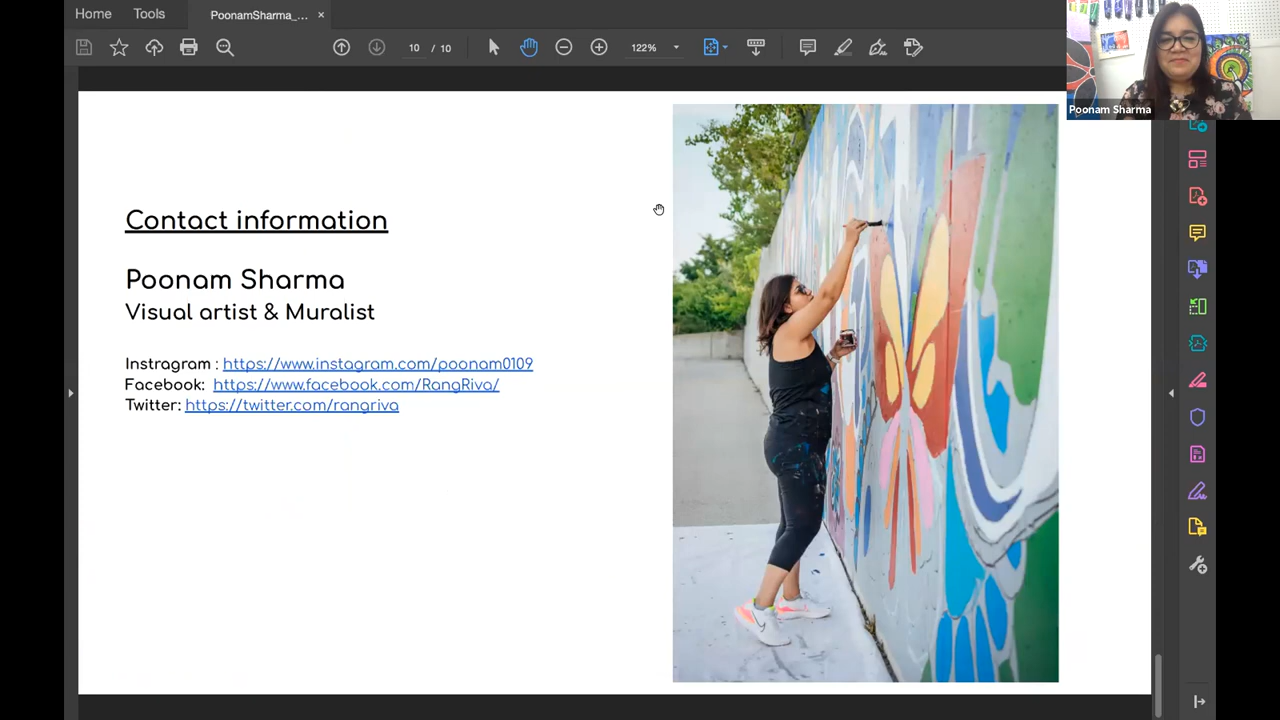 Home
Tools
PoonamSharma_...
×
10 / 10
122%
Poonam Sharma
Contact information
Poonam Sharma
Visual artist & Muralist
Instragram : https://www.instagram.com/poonam0109
Facebook: https://www.facebook.com/RangRiva/
Twitter: https://twitter.com/rangriva